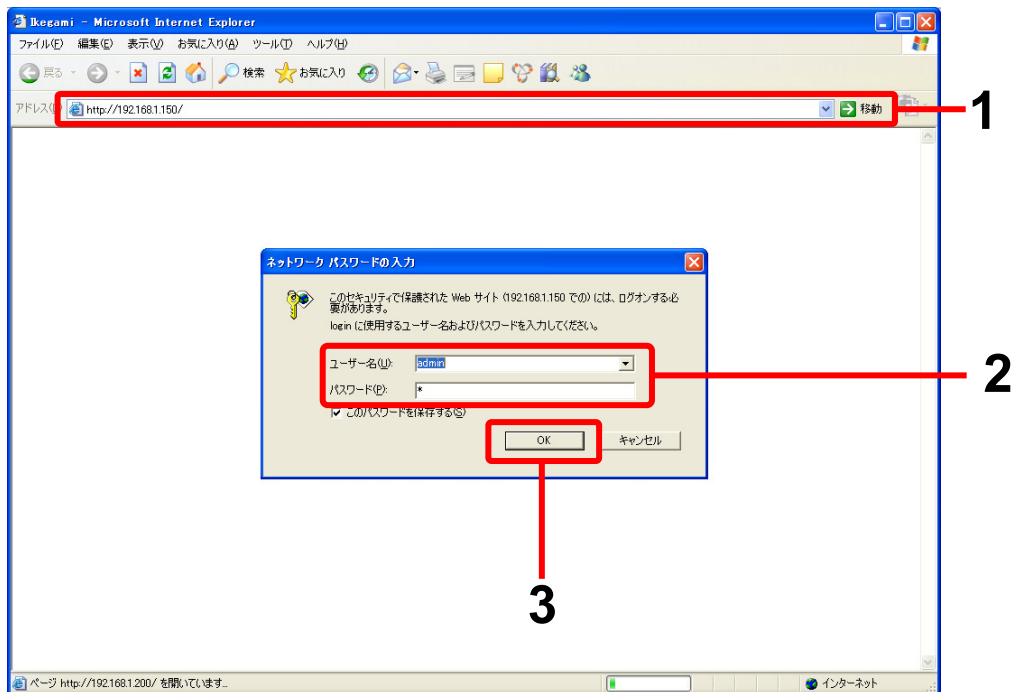 Ikegami - Microsoft Internet Explorer
ファイル(F) 編集(E) 表示(V) お気に入り(A) ツール(T) ヘルプ(H)
戻る 検索 お気に入り
アドレス(D) http://192.168.1.150/ 移動
1
ネットワーク パスワードの入力
このセキュリティで保護された Web サイト (192.168.1.150 での) には、ログオンする必
要があります。
login に使用するユーザー名およびパスワードを入力してください。
ユーザー名(U): admin
2
パスワード(P): *
このパスワードを保存する(S)
OK キャンセル
3
ページ http://192.168.1.200/ を開いています... インターネット